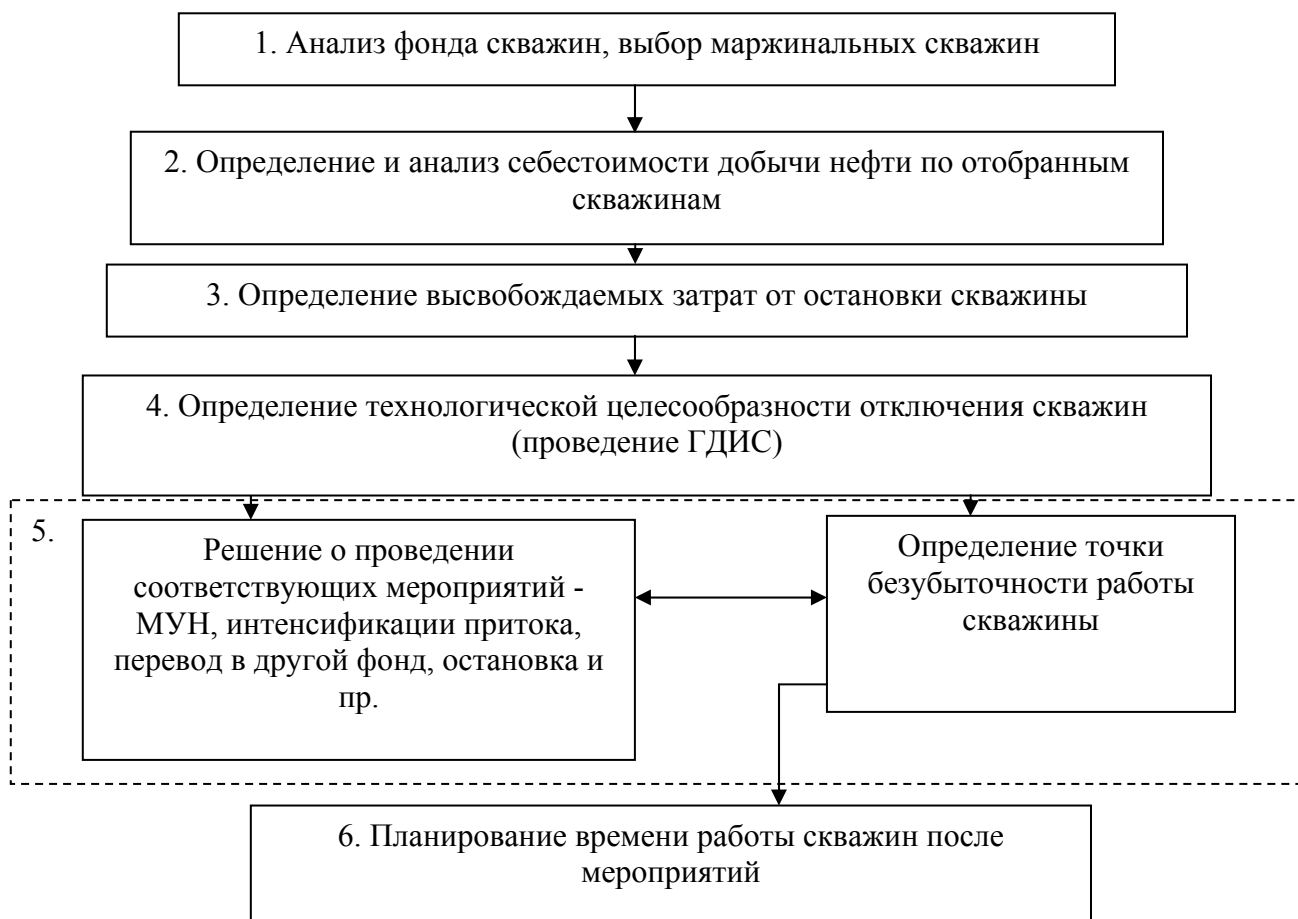 1. Анализ фонда скважин, выбор маржинальных скважин
2. Определение и анализ себестоимости добычи нефти по отобранным
скважинам
3. Определение высвобождаемых затрат от остановки скважины
4. Определение технологической целесообразности отключения скважин
(проведение ГДИС)
5.
Решение о проведении
соответствующих мероприятий -
МУН, интенсификации притока,
перевод в другой фонд, остановка и
пр.
Определение точки
безубыточности работы
скважины
6. Планирование времени работы скважин после
мероприятий